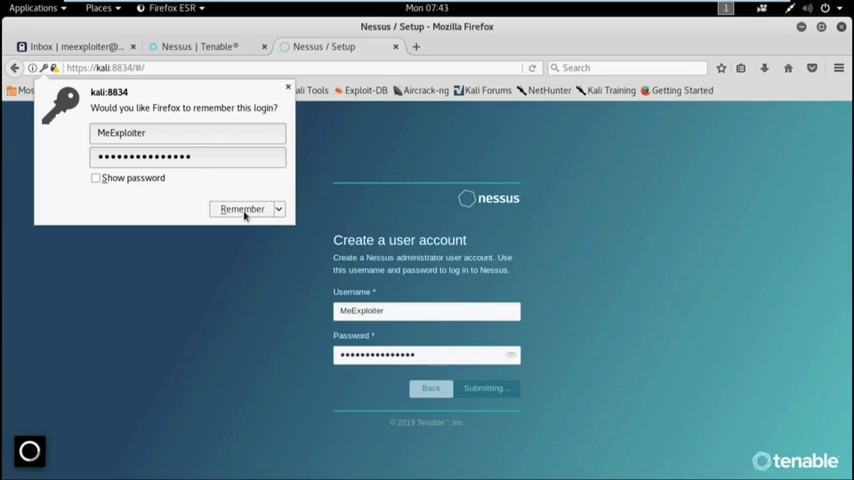 Applications
Places
Firefox ESR
Mon 07:43
1
Nessus / Setup - Mozilla Firefox
Inbox | meexploiter@...
Nessus | Tenable®
Nessus / Setup
https://kali:8834/#/
Search
Mos
ali Tools
Exploit-DB
Aircrack-ng
Kali Forums
NetHunter
Kali Training
Getting Started
kali:8834
Would you like Firefox to remember this login?
MeExploiter
Show password
Remember
nessus
Create a user account
Create a Nessus administrator user account. Use
this username and password to log in to Nessus.
Username *
MeExploiter
Password *
Back
Submitting...
© 2019 Tenable™, Inc.
tenable